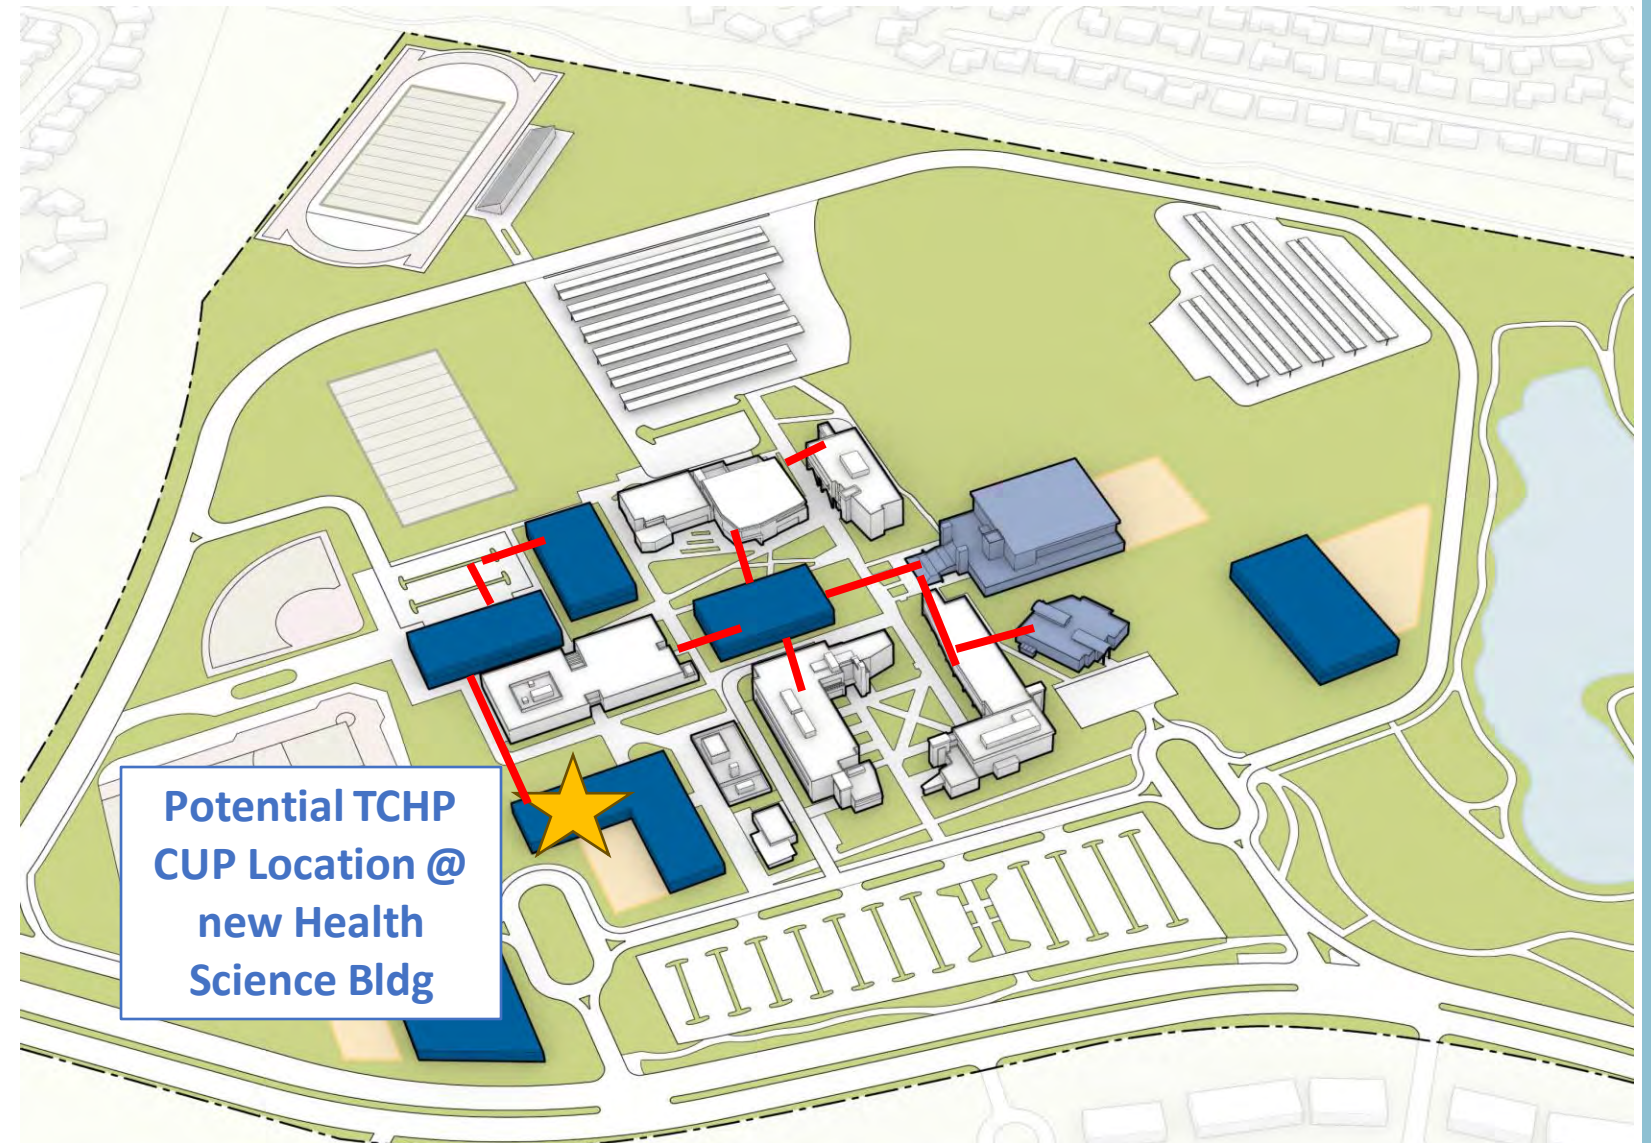 Potential TCHP
CUP Location @
new Health
Science Bldg